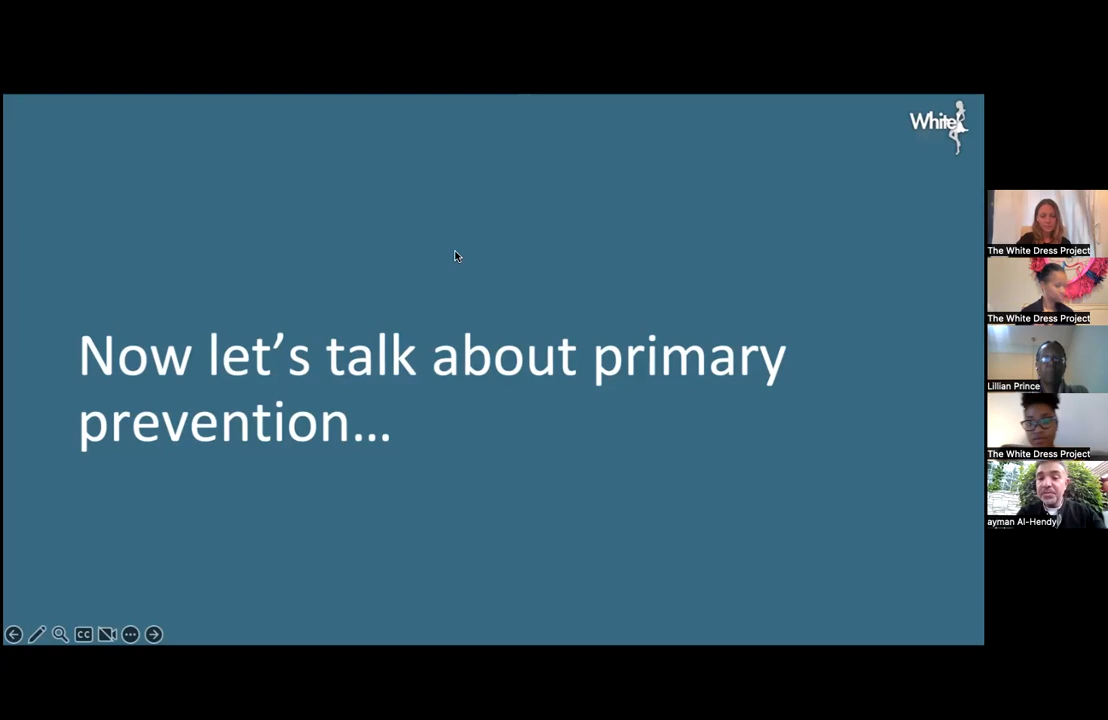 White
Now let's talk about primary
prevention...
The White Dress Project
The White Dress Project
Lillian Prince
The White Dress Project
ayman Al-Hendy
CC